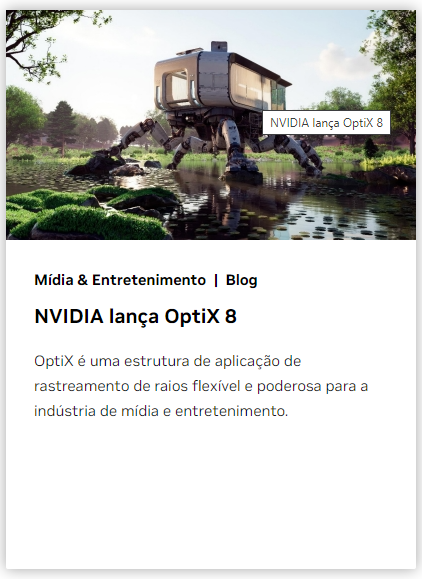 NVIDIA lança OptiX 8
Mídia & Entretenimento | Blog
NVIDIA lança OptiX 8
OptiX é uma estrutura de aplicação de
rastreamento de raios flexível e poderosa para a
indústria de mídia e entretenimento.